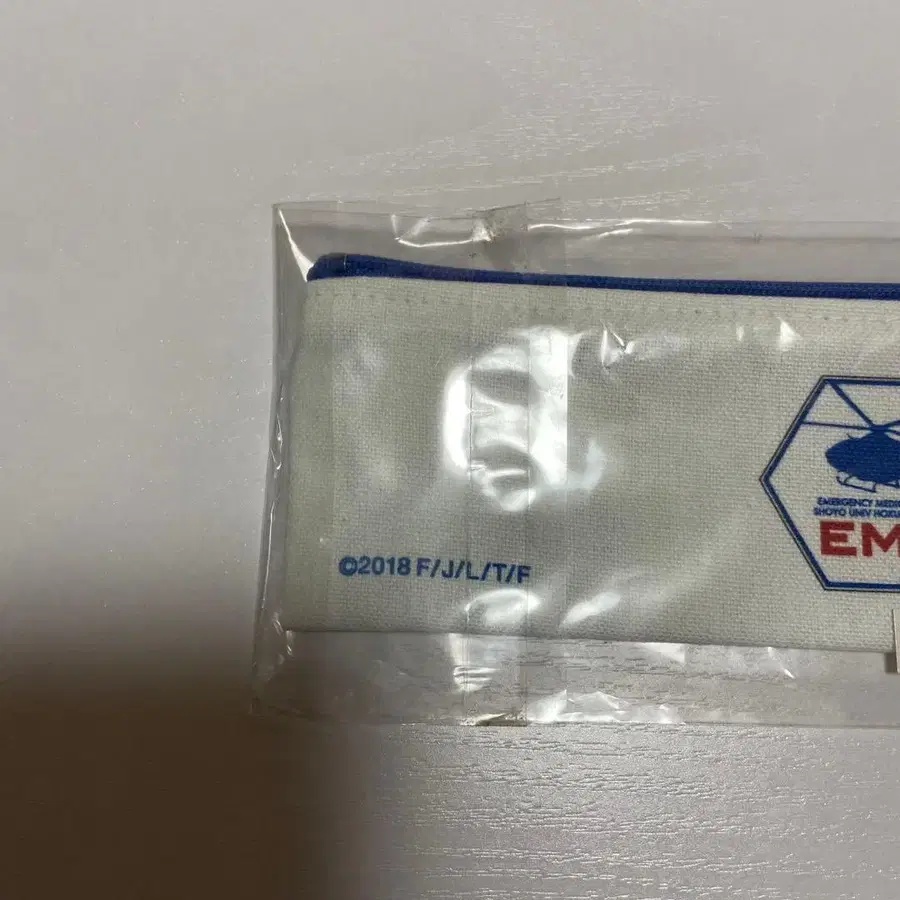 ©2018 F/J/L/T/F
EMERGENCY MEDI
SHOYO UNIV HOKU
EM